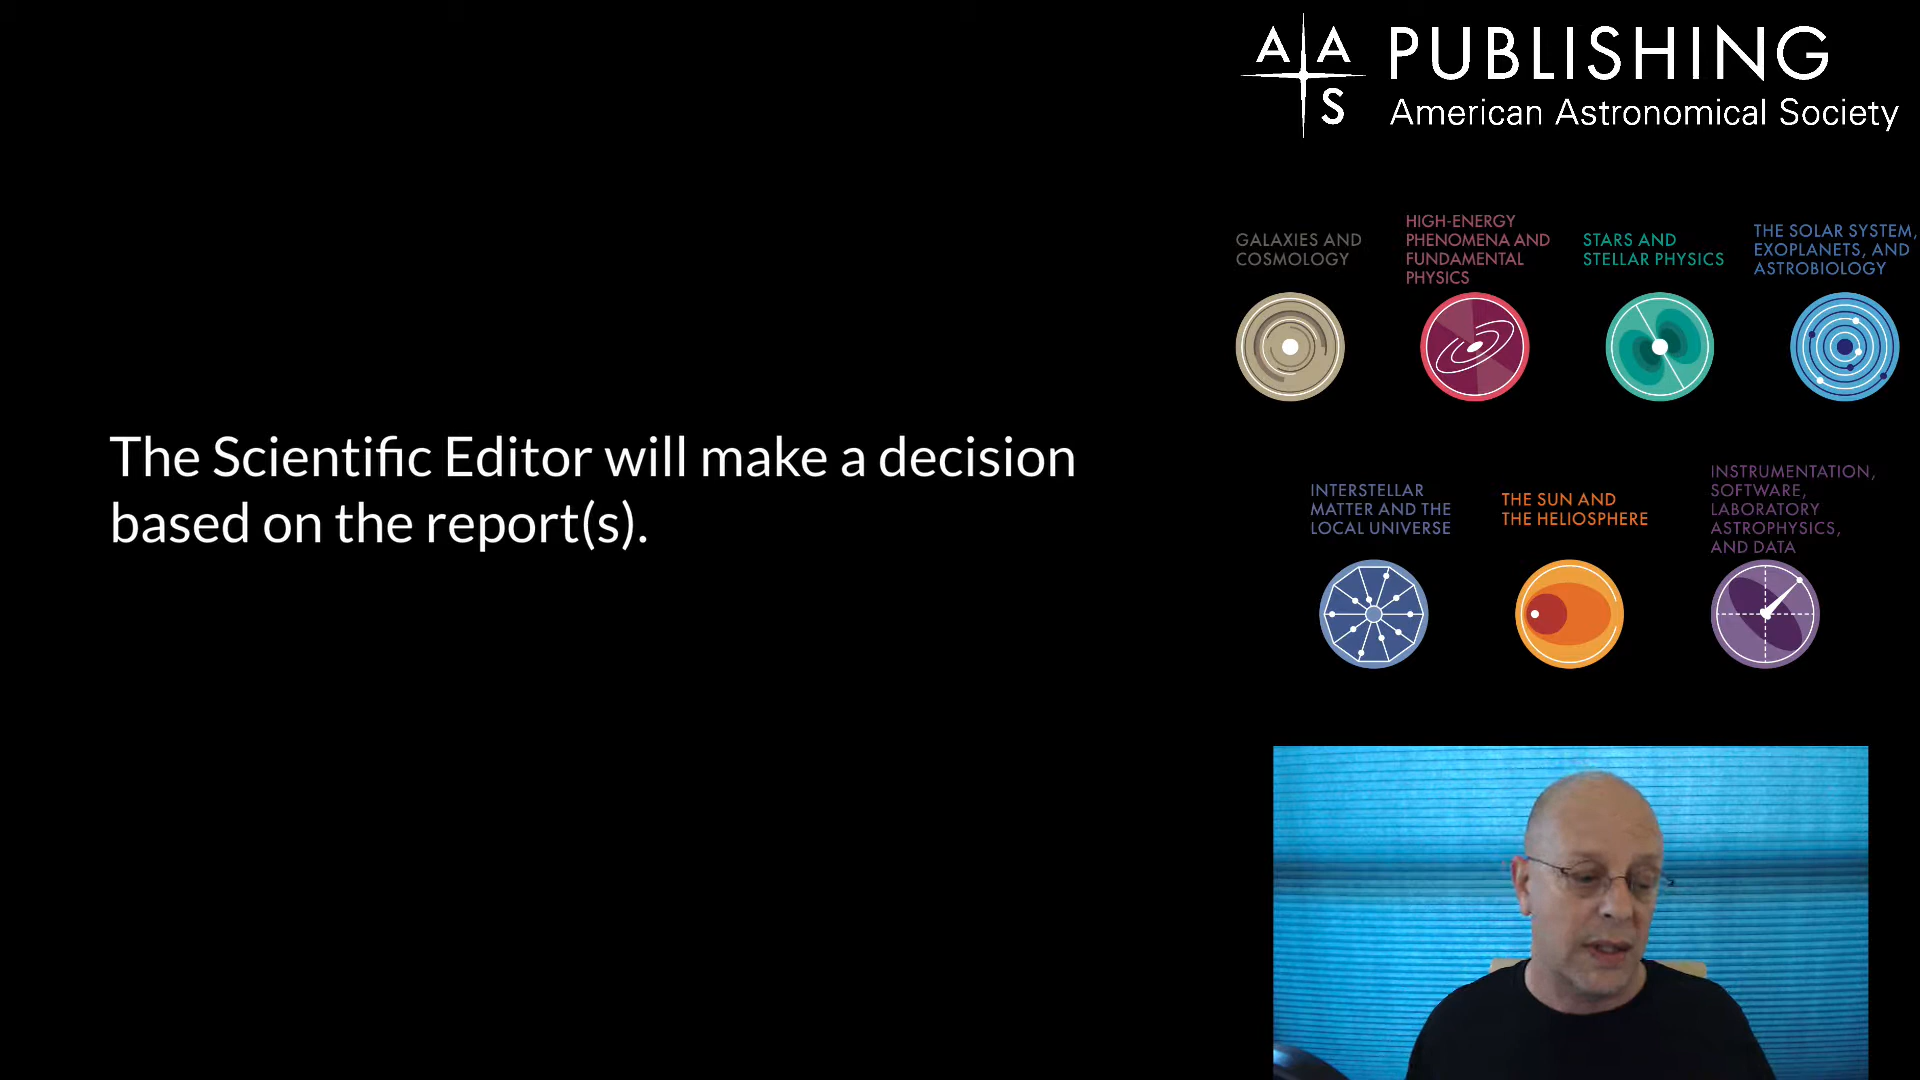 A A
S
PUBLISHING
American Astronomical Society
GALAXIES AND
COSMOLOGY
HIGH-ENERGY
PHENOMENA AND
FUNDAMENTAL
PHYSICS
STARS AND
STELLAR PHYSICS
THE SOLAR SYSTEM,
EXOPLANETS, AND
ASTROBIOLOGY
The Scientific Editor will make a decision
based on the report(s).
INTERSTELLAR
MATTER AND THE
LOCAL UNIVERSE
THE SUN AND
THE HELIOSPHERE
INSTRUMENTATION,
SOFTWARE,
LABORATORY
ASTROPHYSICS,
AND DATA